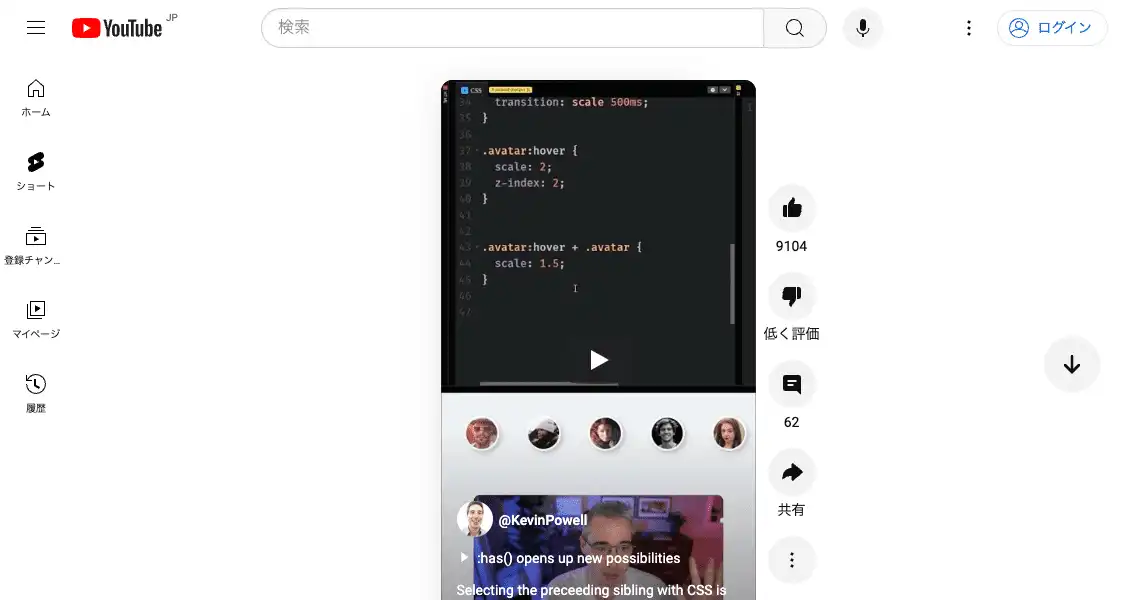 YouTube JP
検索
ログイン
ホーム
ショート
登録チャン...
マイページ
履歴
CSS
34 transition: scale 500ms;
35 }
36
37 .avatar:hover {
38 scale: 2;
39 z-index: 2;
40 }
41
42
43 .avatar:hover + .avatar {
44 scale: 1.5;
45 }
46
47
9104
低く評価
62
共有
@KevinPowell
:has() opens up new possibilities
Selecting the preceeding sibling with CSS is